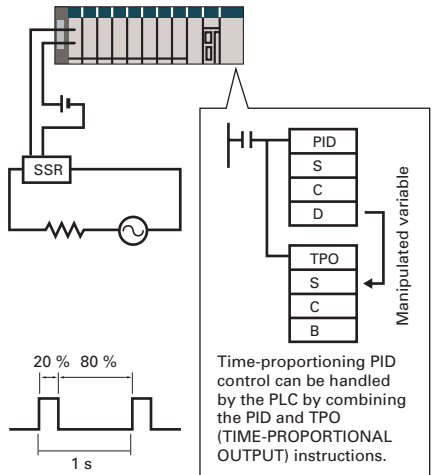 SSR
PID
S
C
D
Manipulated variable
TPO
S
C
B
20 % 80 %
1 s
Time-proportioning PID
control can be handled
by the PLC by combining
the PID and TPO
(TIME-PROPORTIONAL
OUTPUT) instructions.